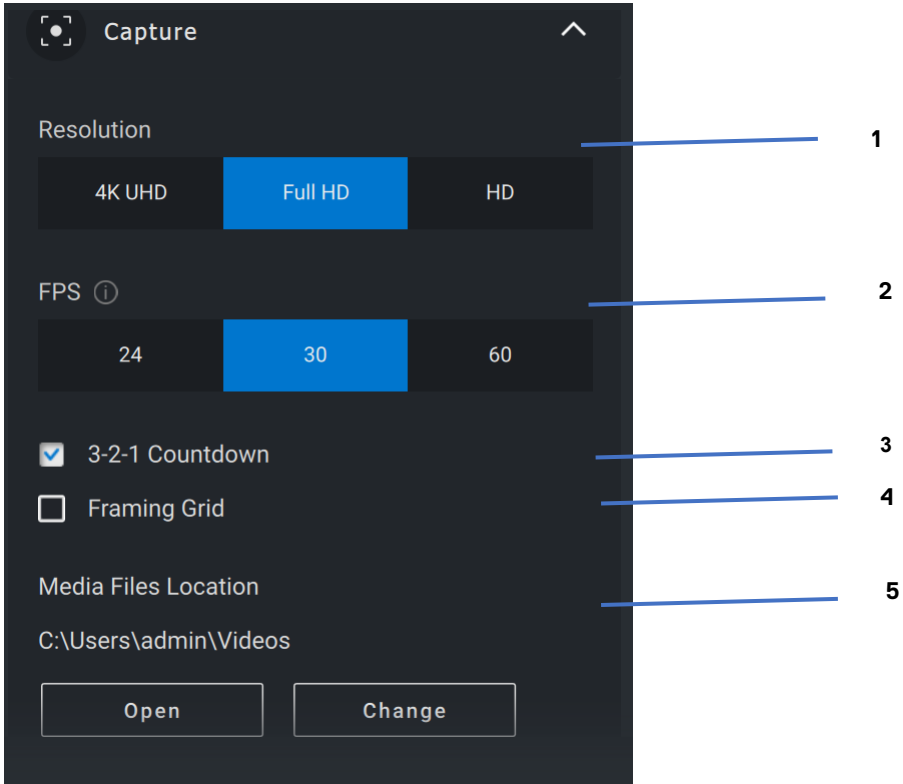 Capture
Resolution
1
4K UHD Full HD HD
FPS
2
24 30 60
3-2-1 Countdown
3
Framing Grid
4
Media Files Location
5
C:\Users\admin\Videos
Open Change